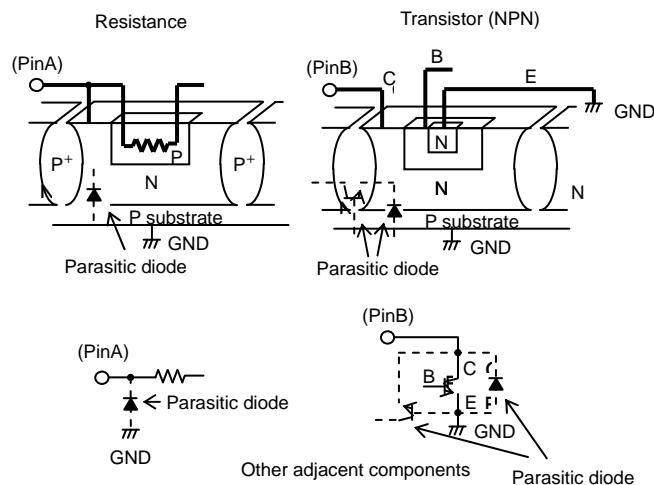 Resistance
Transistor (NPN)
(PinA)
(PinB)
C
B
E
GND
P+
P
P+
N
N
N
N
P substrate
GND
Parasitic diode
P substrate
GND
Parasitic diode
(PinA)
Parasitic diode
GND
(PinB)
B
C
E
GND
Other adjacent components
Parasitic diode